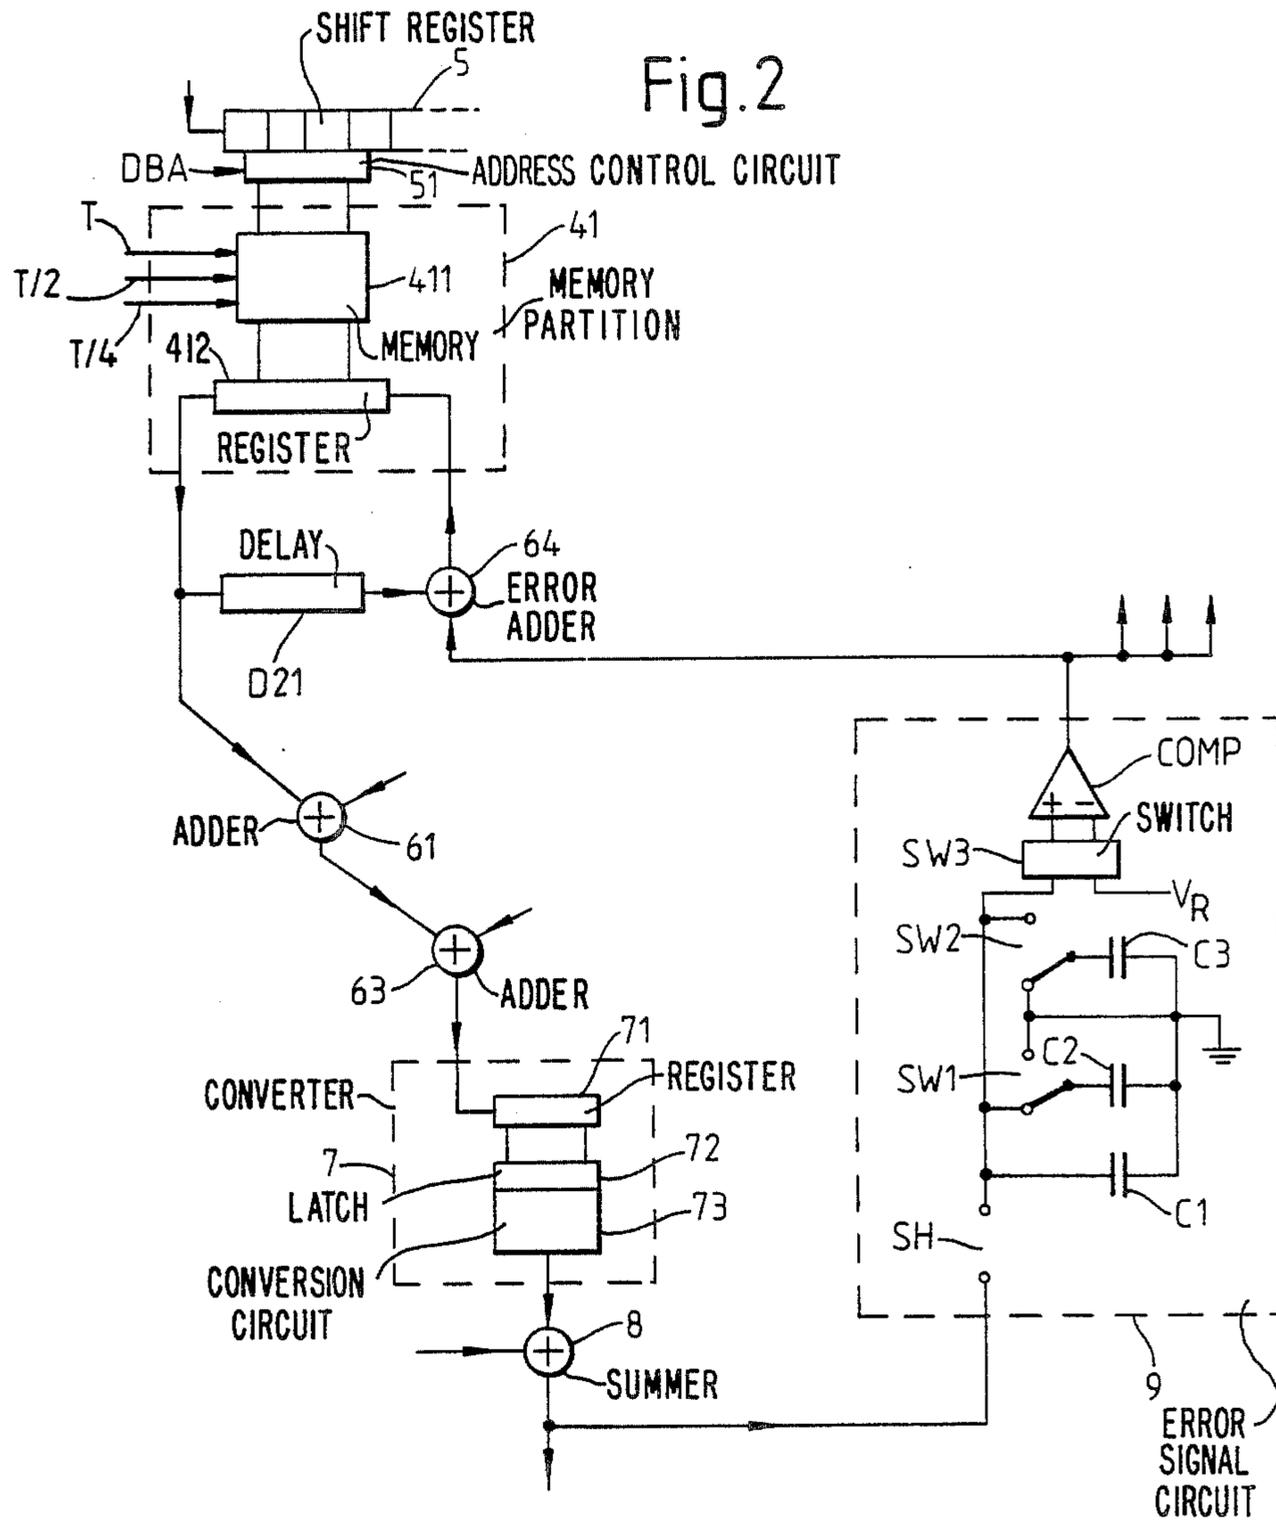 SHIFT REGISTER
5
Fig.2
DBA
51
ADDRESS CONTROL CIRCUIT
T
41
T/2
411
MEMORY
PARTITION
T/4
412
MEMORY
REGISTER
DELAY
64
ERROR
ADDER
D21
COMP
+ −
SWITCH
SW3
ADDER
61
VR
SW2
C3
63
ADDER
C2
SW1
71
REGISTER
CONVERTER
7
72
LATCH
73
C1
SH
CONVERSION
CIRCUIT
8
SUMMER
9
ERROR
SIGNAL
CIRCUIT